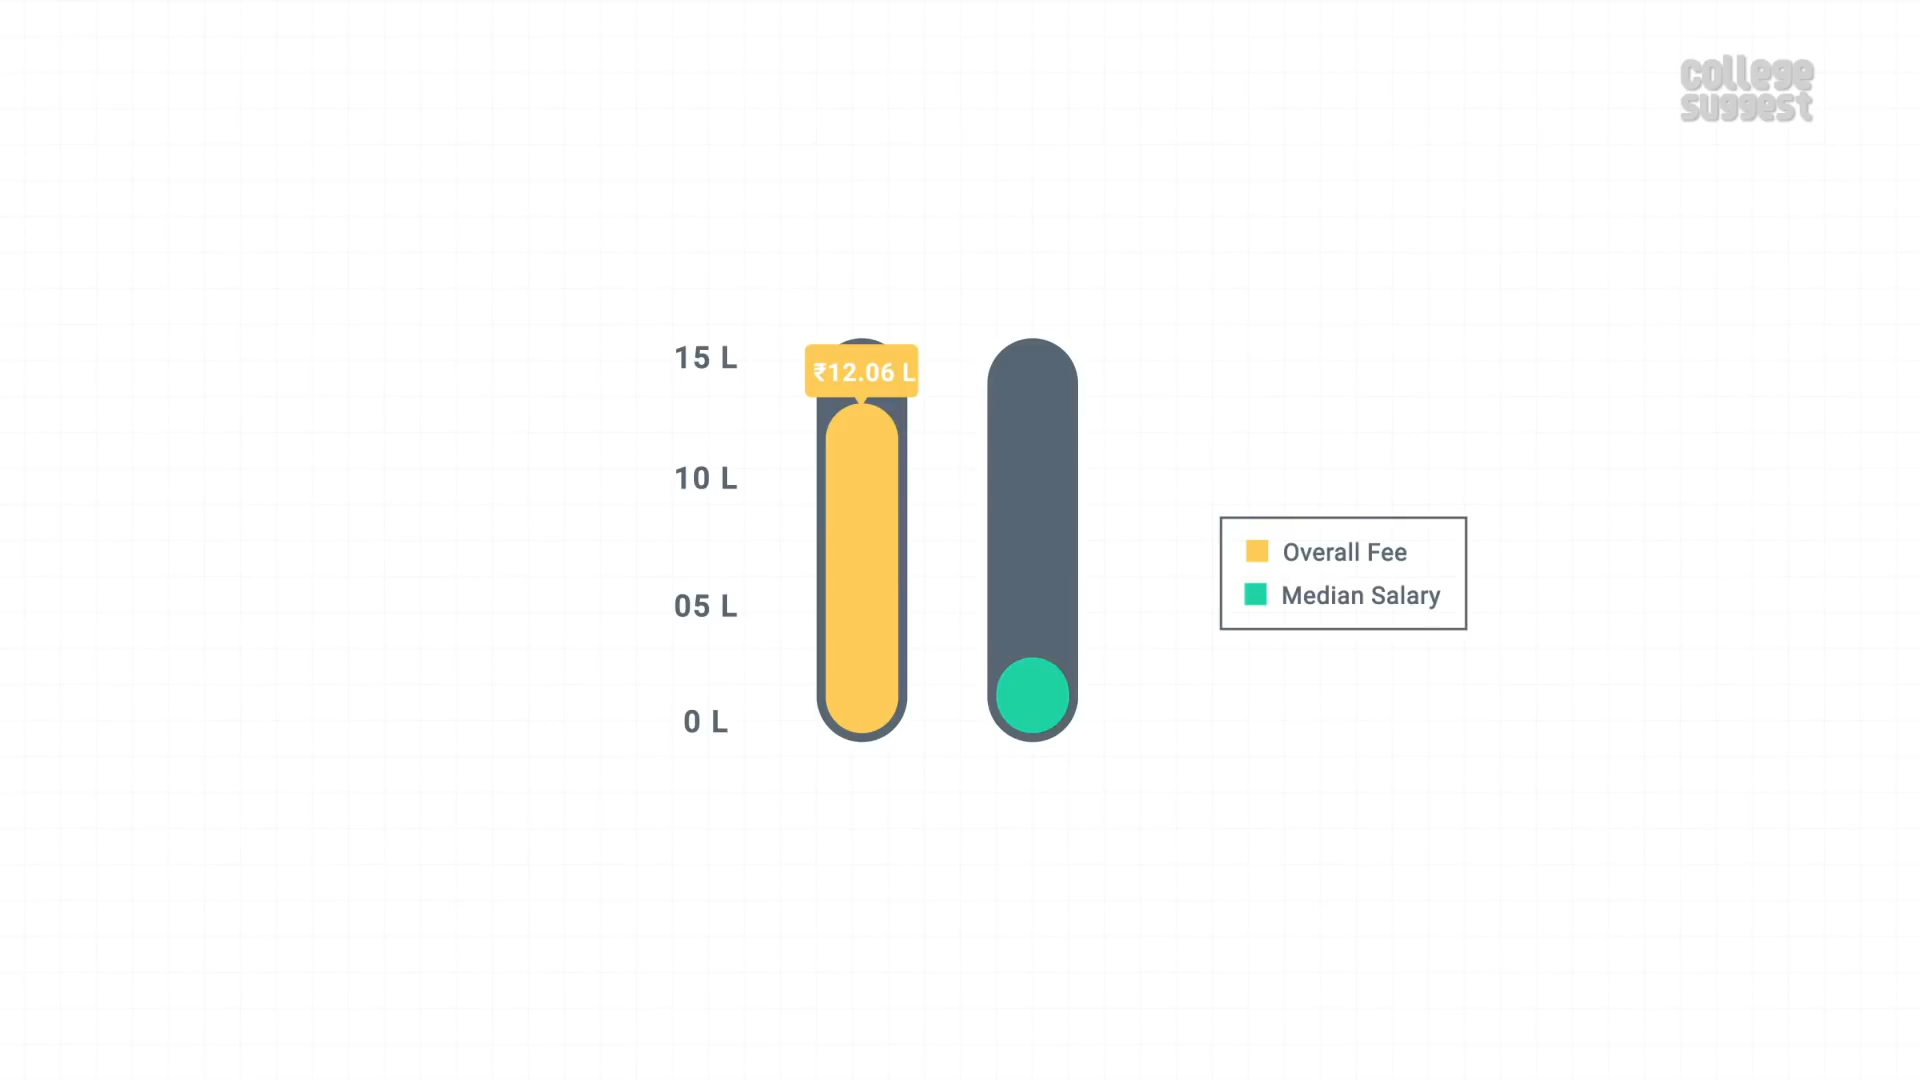 college
suggest
15 L
₹12.06 L
10 L
05 L
0 L
Overall Fee
Median Salary